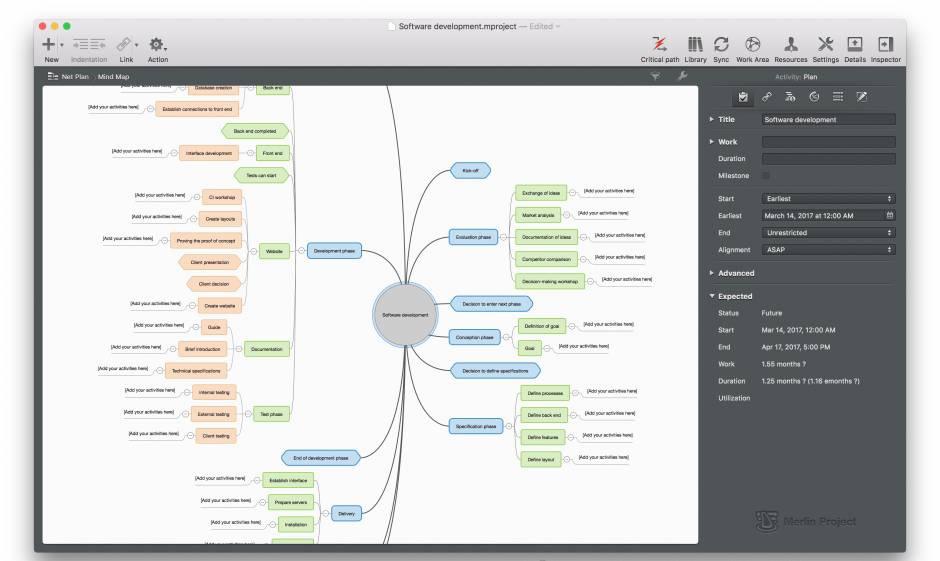 Software development.mproject — Edited
New Indentation Link Action
Critical path Library Sync Work Area Resources Settings Details Inspector
Net Plan Mind Map
Activity: Plan
Database creation
Back end
[Add your activities here]
Establish connections to front end
Back end completed
[Add your activities here]
Interface development
Front end
Tests can start
[Add your activities here]
CI workshop
[Add your activities here]
Create layouts
[Add your activities here]
Proving the proof of concept
Client presentation
Client decision
[Add your activities here]
Create website
Website
Development phase
[Add your activities here]
Guide
[Add your activities here]
Brief introduction
Documentation
[Add your activities here]
Technical specifications
[Add your activities here]
Internal testing
[Add your activities here]
External testing
Test phase
[Add your activities here]
Client testing
End of development phase
[Add your activities here]
Establish interface
[Add your activities here]
Prepare servers
Delivery
[Add your activities here]
Installation
Software development
Kick-off
Evaluation phase
Exchange of ideas
[Add your activities here]
Market analysis
[Add your activities here]
Documentation of ideas
[Add your activities here]
Competitor comparison
[Add your activities here]
Decision-making workshop
[Add your activities here]
Decision to enter next phase
Conception phase
Definition of goal
[Add your activities here]
Goal
[Add your activities here]
Decision to define specifications
Specification phase
Define processes
[Add your activities here]
Define back end
[Add your activities here]
Define features
[Add your activities here]
Define layout
[Add your activities here]
Title Software development
Work
Duration
Milestone
Start Earliest
Earliest March 14, 2017 at 12:00 AM
End Unrestricted
Alignment ASAP
Advanced
Expected
Status Future
Start Mar 14, 2017, 12:00 AM
End Apr 17, 2017, 5:00 PM
Work 1.55 months ?
Duration 1.25 months ? (1.16 emonths ?)
Utilization
Merlin Project